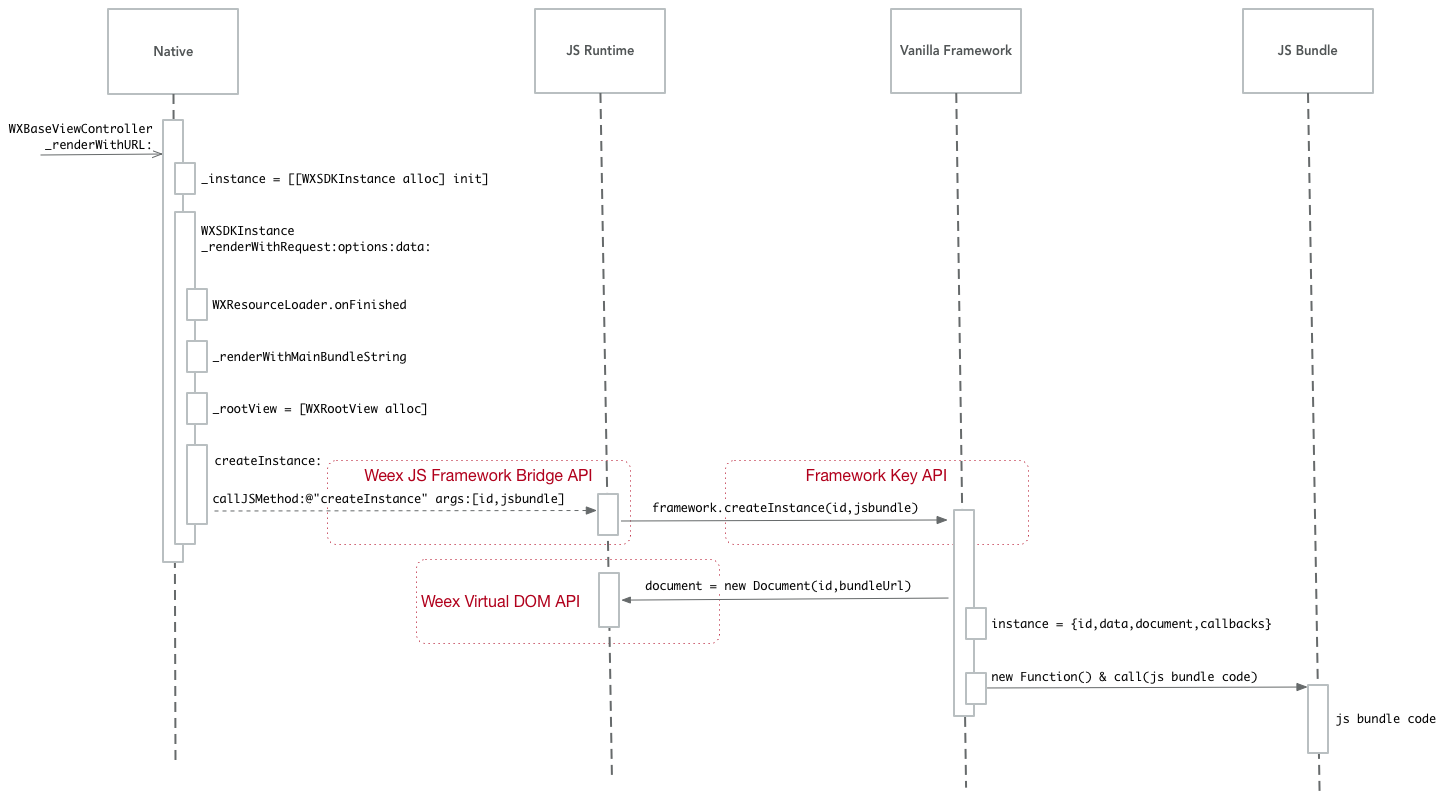 Native
JS Runtime
Vanilla Framework
JS Bundle
WXBaseViewController
_renderWithURL:
_instance = [[WXSDKInstance alloc] init]
WXSDKInstance
_renderWithRequest:options:data:
WXResourceLoader.onFinished
_renderWithMainBundleString
_rootView = [WXRootView alloc]
createInstance:
Weex JS Framework Bridge API
Framework Key API
callJSMethod:@"createInstance" args:[id,jsbundle]
framework.createInstance(id,jsbundle)
document = new Document(id,bundleUrl)
Weex Virtual DOM API
instance = {id,data,document,callbacks}
new Function() & call(js bundle code)
js bundle code